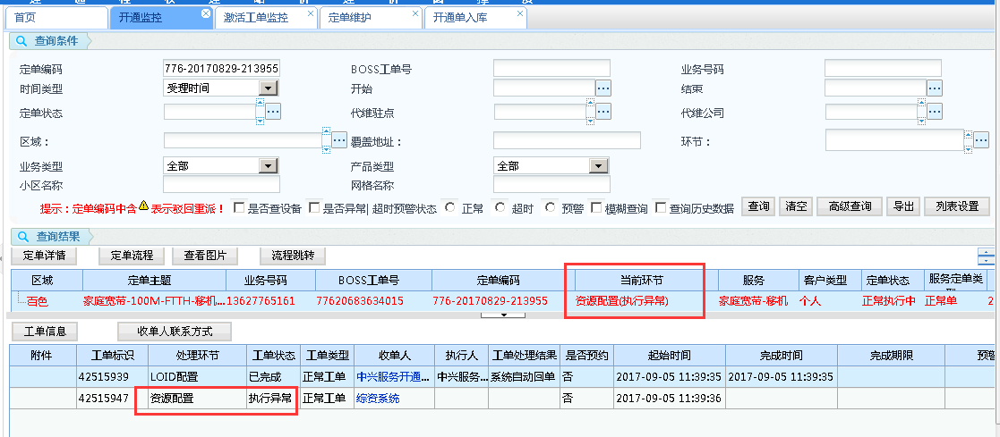 首页 开通监控 激活工单监控 定单维护 开通单入库
查询条件
定单编码 776-20170829-213955 BOSS工单号 业务号码
时间类型 受理时间 开始 结束
定单状态 代维驻点 代维公司
区域： 覆盖地址： 环节：
业务类型 全部 产品类型 全部
小区名称 网格名称
提示：定单编码中含 表示驳回重派！ 是否查设备 是否异常| 超时预警状态 正常 超时 预警 模糊查询 查询历史数据 查询 清空 高级查询 导出 列表设置
查询结果
定单详情 定单流程 查看图片 流程跳转
区域 定单主题 业务号码 BOSS工单号 定单编码 当前环节 服务 客户类型 定单状态 服务定单类
百色 家庭宽带-100M-FTTH-移机... 13627765161 77620683634015 776-20170829-213955 资源配置(执行异常) 家庭宽带-移机 个人 正常执行中 正常单 2
工单信息 收单人联系方式
附件 工单标识 处理环节 工单状态 工单类型 收单人 执行人 工单处理结果 是否预约 起始时间 完成时间 完成期限 预警
42515939 LOID配置 已完成 正常工单 中兴服务开通... 中兴服务... 系统自动回单 否 2017-09-05 11:39:35 2017-09-05 11:39:35
42515947 资源配置 执行异常 正常工单 综资系统 否 2017-09-05 11:39:36